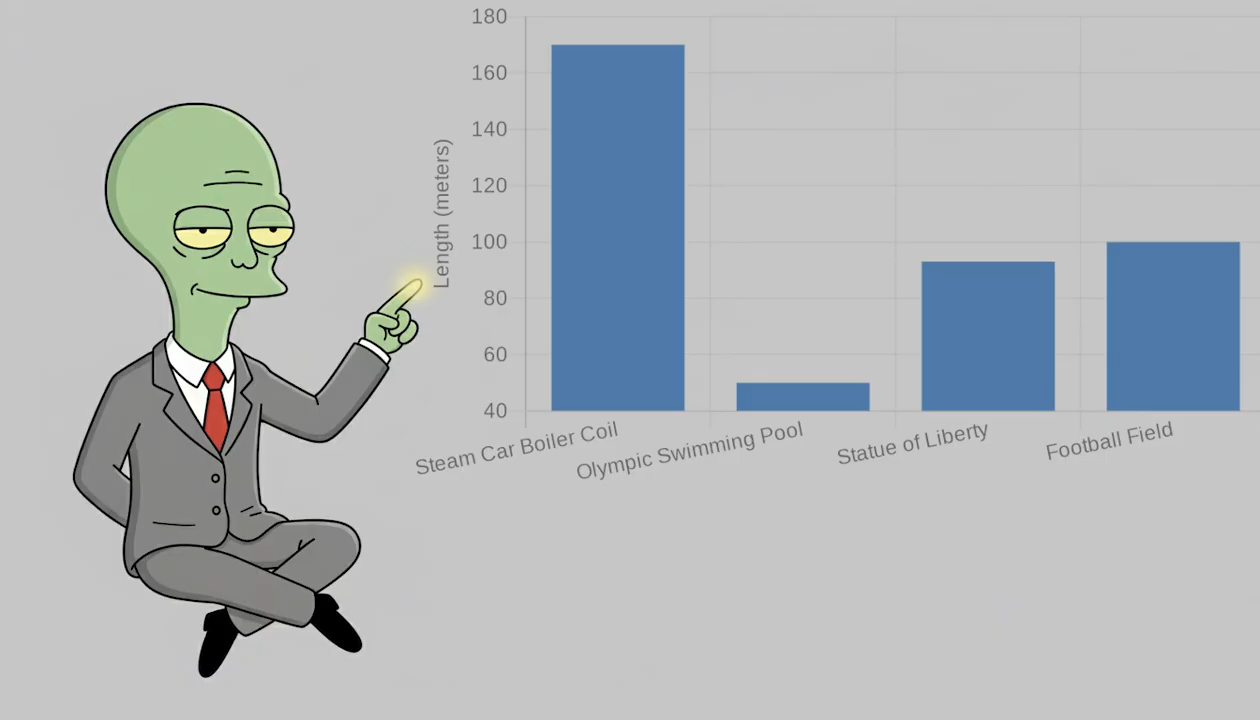 180
160
140
120
100
80
60
40
Length (meters)
Steam Car Boiler Coil
Olympic Swimming Pool
Statue of Liberty
Football Field